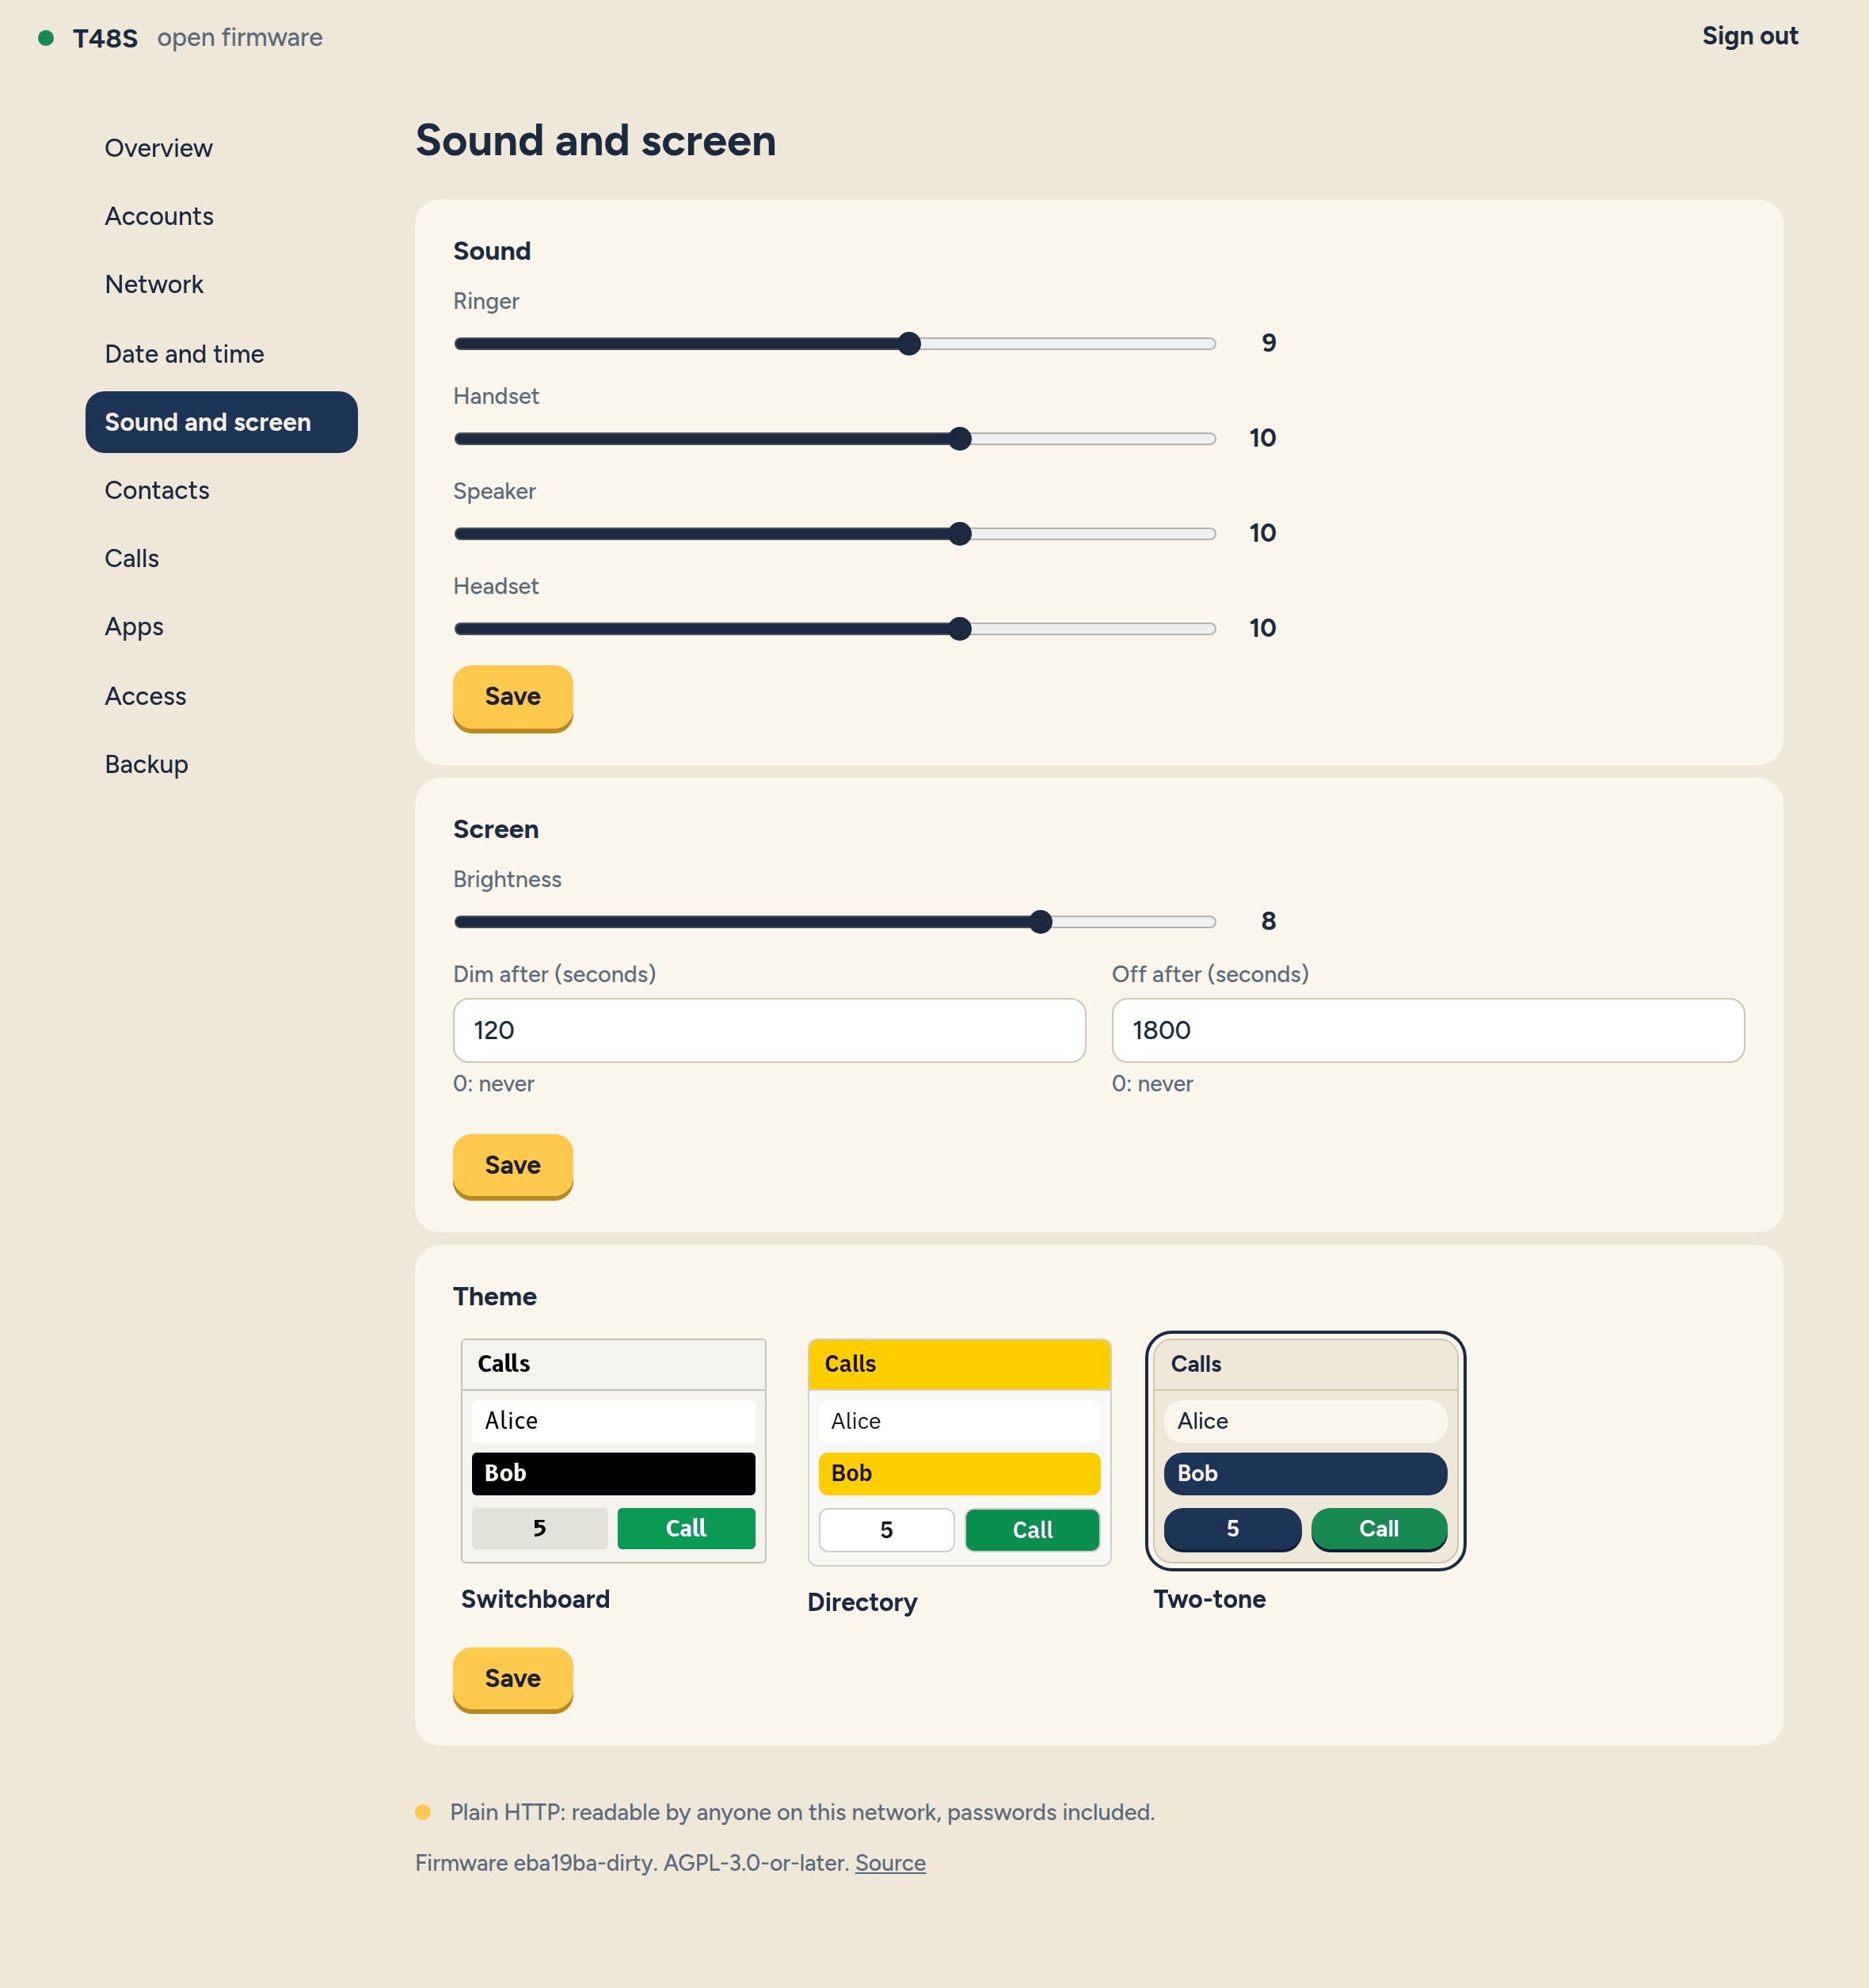 T48S open firmware
Sign out
Overview
Accounts
Network
Date and time
Sound and screen
Contacts
Calls
Apps
Access
Backup
Sound and screen
Sound
Ringer
9
Handset
10
Speaker
10
Headset
10
Save
Screen
Brightness
8
Dim after (seconds)
120
0: never
Off after (seconds)
1800
0: never
Save
Theme
Calls
Alice
Bob
5 Call
Switchboard
Calls
Alice
Bob
5 Call
Directory
Calls
Alice
Bob
5 Call
Two-tone
Save
Plain HTTP: readable by anyone on this network, passwords included.
Firmware eba19ba-dirty. AGPL-3.0-or-later. Source